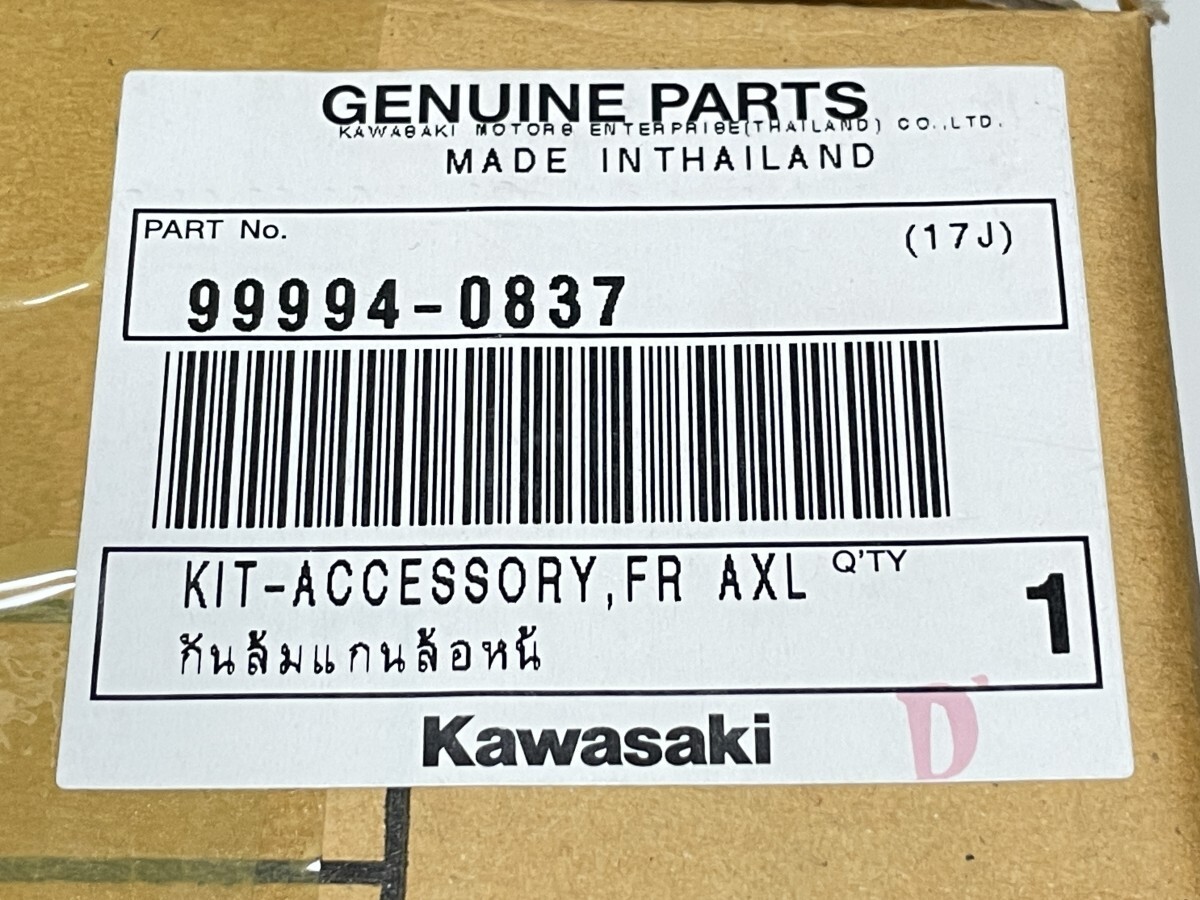 GENUINE PARTS
KAWASAKI MOTORS ENTERPRISE(THAILAND) CO.,LTD.
MADE INTHAILAND
PART No.
(17J)
99994-0837
KIT-ACCESSORY,FR AXL
Q'TY
1
กันล้มแกนล้อหน้
Kawasaki
D'